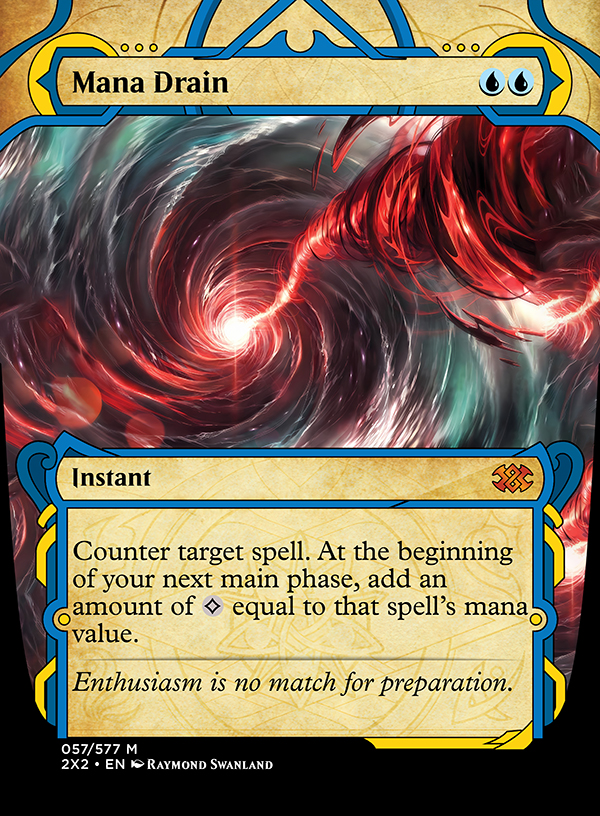 Mana Drain
Instant
Counter target spell. At the beginning
of your next main phase, add an
amount of equal to that spell's mana
value.
Enthusiasm is no match for preparation.
057/577 M
2X2 • EN Raymond Swanland